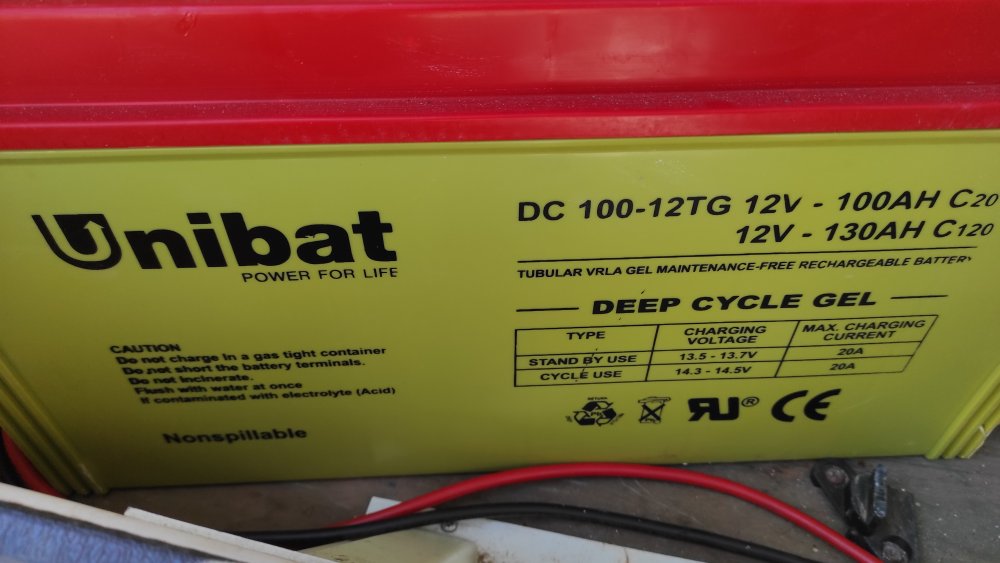 Unibat
POWER FOR LIFE
CAUTION
Do not charge in a gas tight container
Do not short the battery terminals.
Do not incinerate.
Flush with water at once
If contaminated with electrolyte (Acid)
Nonspillable
DC 100-12TG 12V - 100AH C20
12V - 130AH C120
TUBULAR VRLA GEL MAINTENANCE-FREE RECHARGEABLE BATTERY
DEEP CYCLE GEL
TYPE CHARGING VOLTAGE MAX. CHARGING CURRENT
STAND BY USE 13.5 - 13.7V 20A
CYCLE USE 14.3 - 14.5V 20A
RETURN
Pb
RU® CE